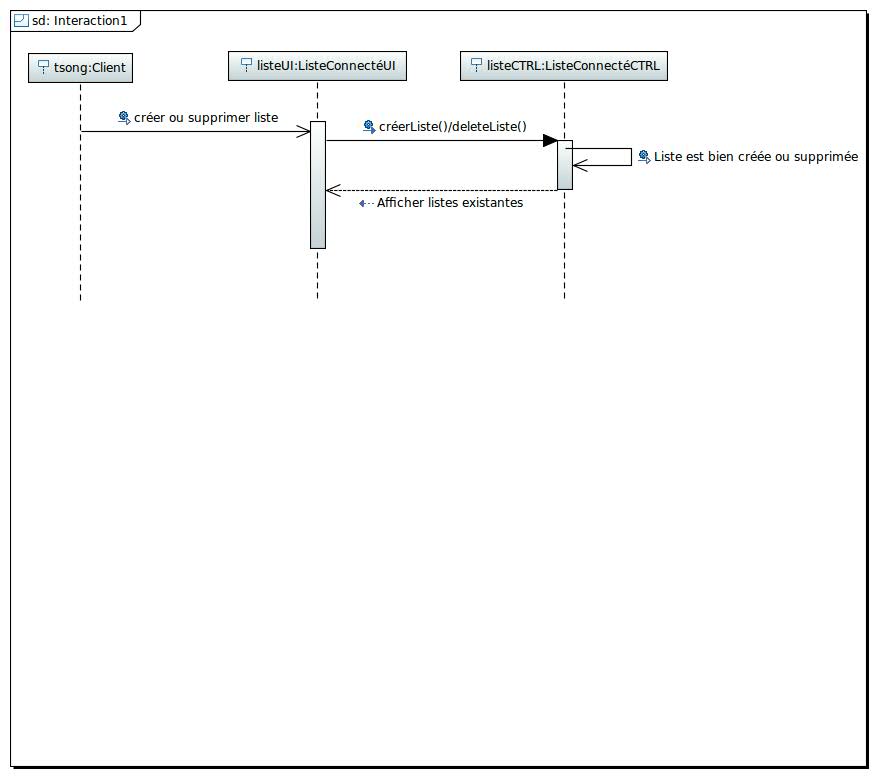 sd: Interaction1
tsong:Client
listeUI:ListeConnectéUI
listeCTRL:ListeConnectéCTRL
créer ou supprimer liste
créerListe()/deleteListe()
Liste est bien créée ou supprimée
Afficher listes existantes